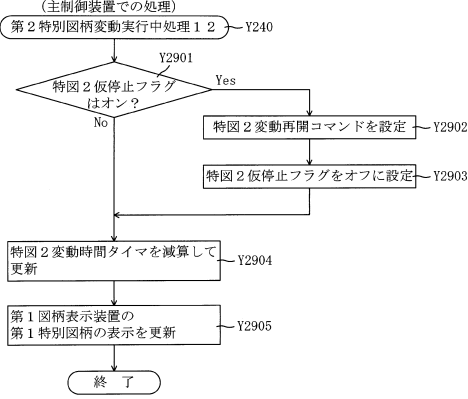 （主制御装置での処理）
第２特別図柄変動実行中処理１２
Y240
Y2901
特図２仮停止フラグ
はオン？
Yes
No
特図２変動再開コマンドを設定
Y2902
特図２仮停止フラグをオフに設定
Y2903
特図２変動時間タイマを減算して
更新
Y2904
第１図柄表示装置の
第１特別図柄の表示を更新
Y2905
終　了